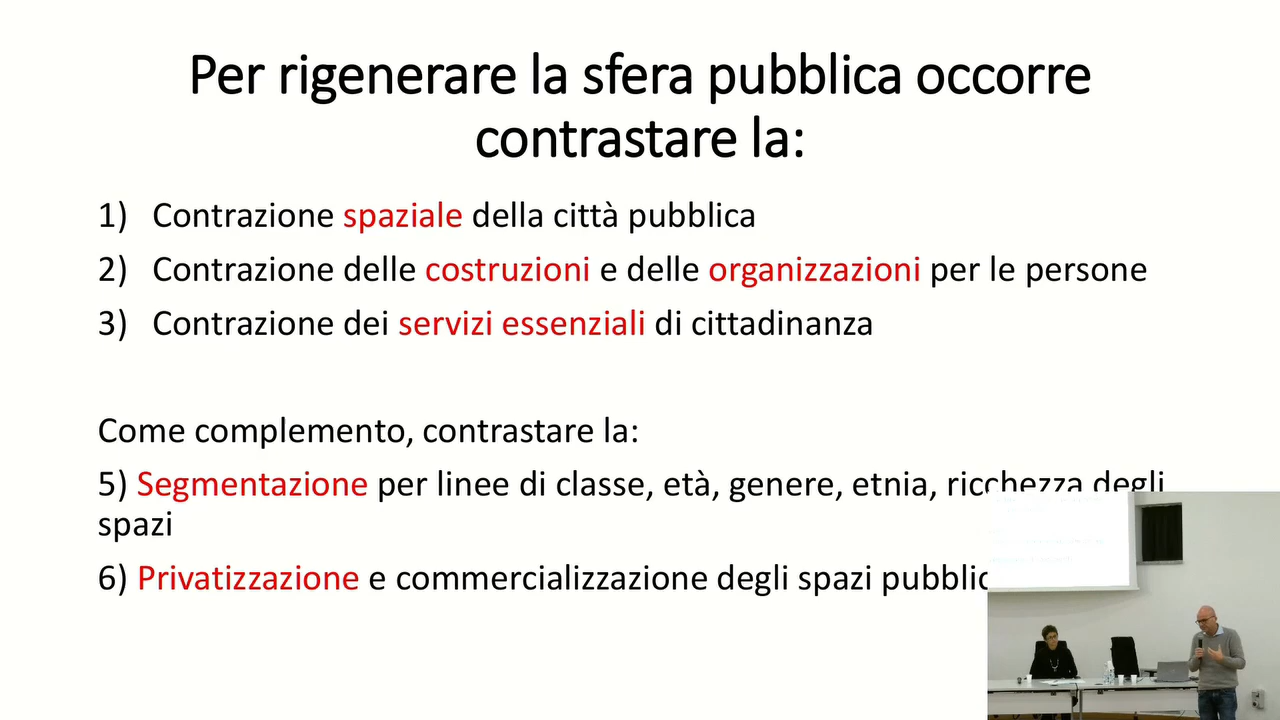 Per rigenerare la sfera pubblica occorre
contrastare la:
1) Contrazione spaziale della città pubblica
2) Contrazione delle costruzioni e delle organizzazioni per le persone
3) Contrazione dei servizi essenziali di cittadinanza
Come complemento, contrastare la:
5) Segmentazione per linee di classe, età, genere, etnia, ricchezza degli
spazi
6) Privatizzazione e commercializzazione degli spazi